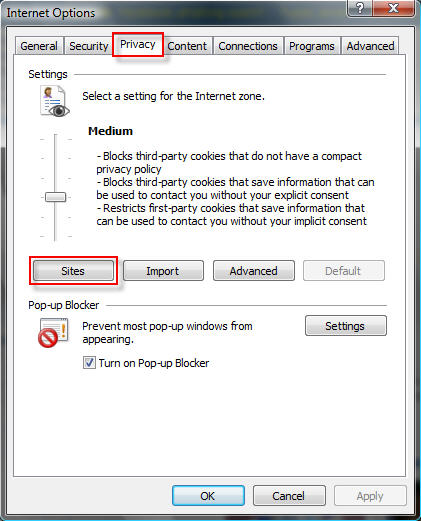 Internet Options
?
General Security Privacy Content Connections Programs Advanced
Settings
Select a setting for the Internet zone.
Medium
- Blocks third-party cookies that do not have a compact
privacy policy
- Blocks third-party cookies that save information that can
be used to contact you without your explicit consent
- Restricts first-party cookies that save information that
can be used to contact you without your implicit consent
Sites Import Advanced Default
Pop-up Blocker
Prevent most pop-up windows from
appearing.
Settings
Turn on Pop-up Blocker
OK Cancel Apply